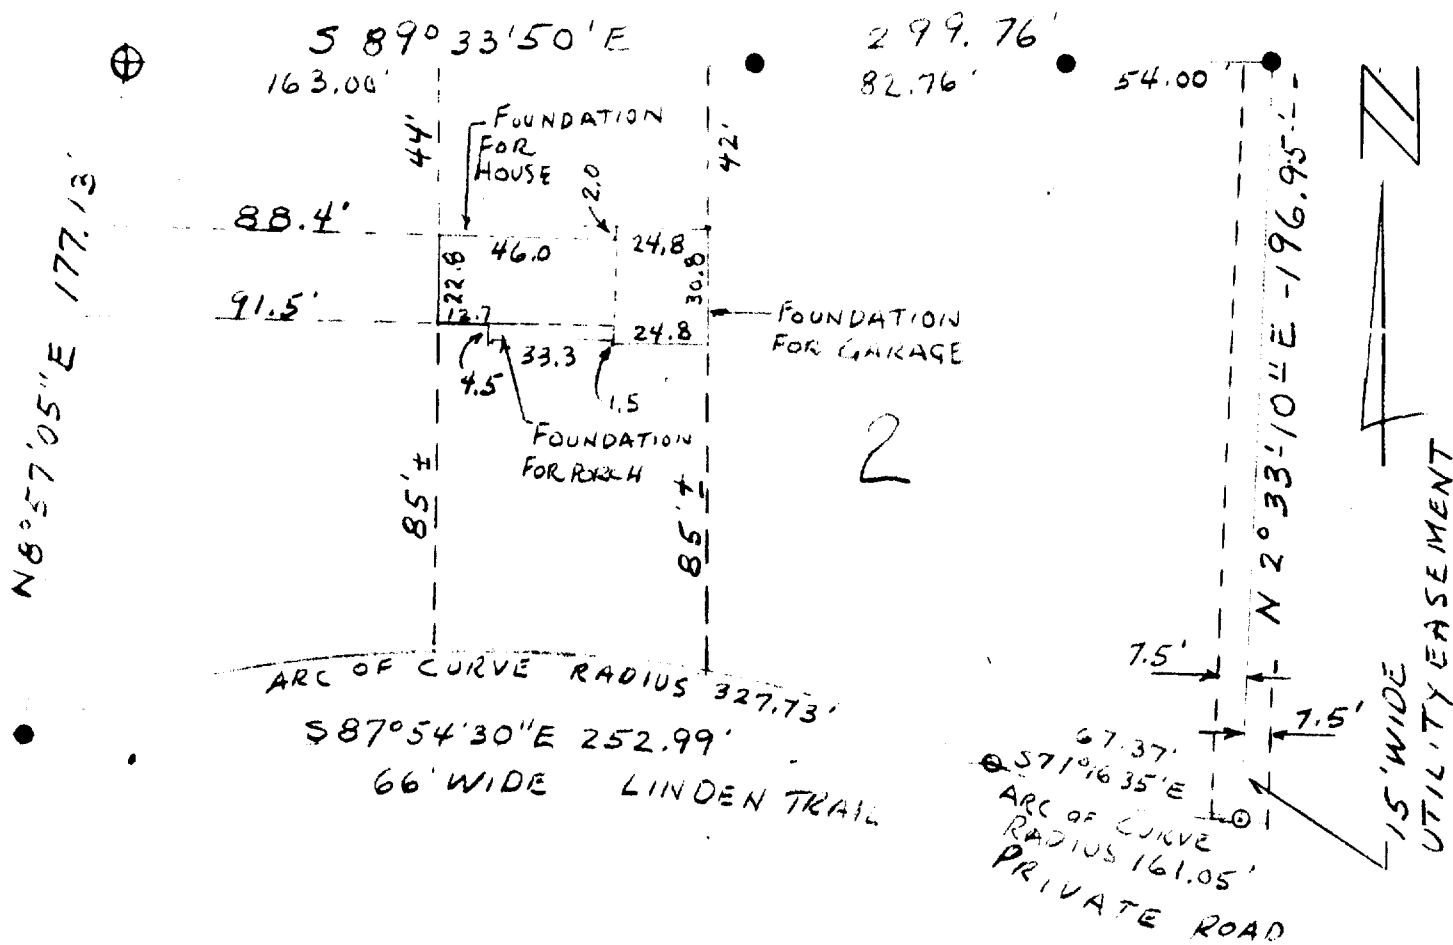 S 89° 33' 50' E
299.76'
163.00'
82.76'
54.00'
N
44'
FOUNDATION
FOR
HOUSE
42'
2.0
N 8° 57' 05" E 177.13'
88.4'
46.0
24.8
22.8
30.8
91.5'
12.7
24.8
33.3
4.5
1.5
FOUNDATION
FOR GARAGE
FOUNDATION
FOR PORCH
2
85' ±
85' ±
N 2° 33'-10" E -196.95'
ARC OF CURVE RADIUS 327.73'
S 87° 54' 30" E 252.99'
66' WIDE LINDEN TRAIL
7.5'
7.5'
67.37'
S 71° 16 35' E
ARC OF CURVE
RADIUS 161.05'
PRIVATE ROAD
15' WIDE
UTILITY EASEMENT